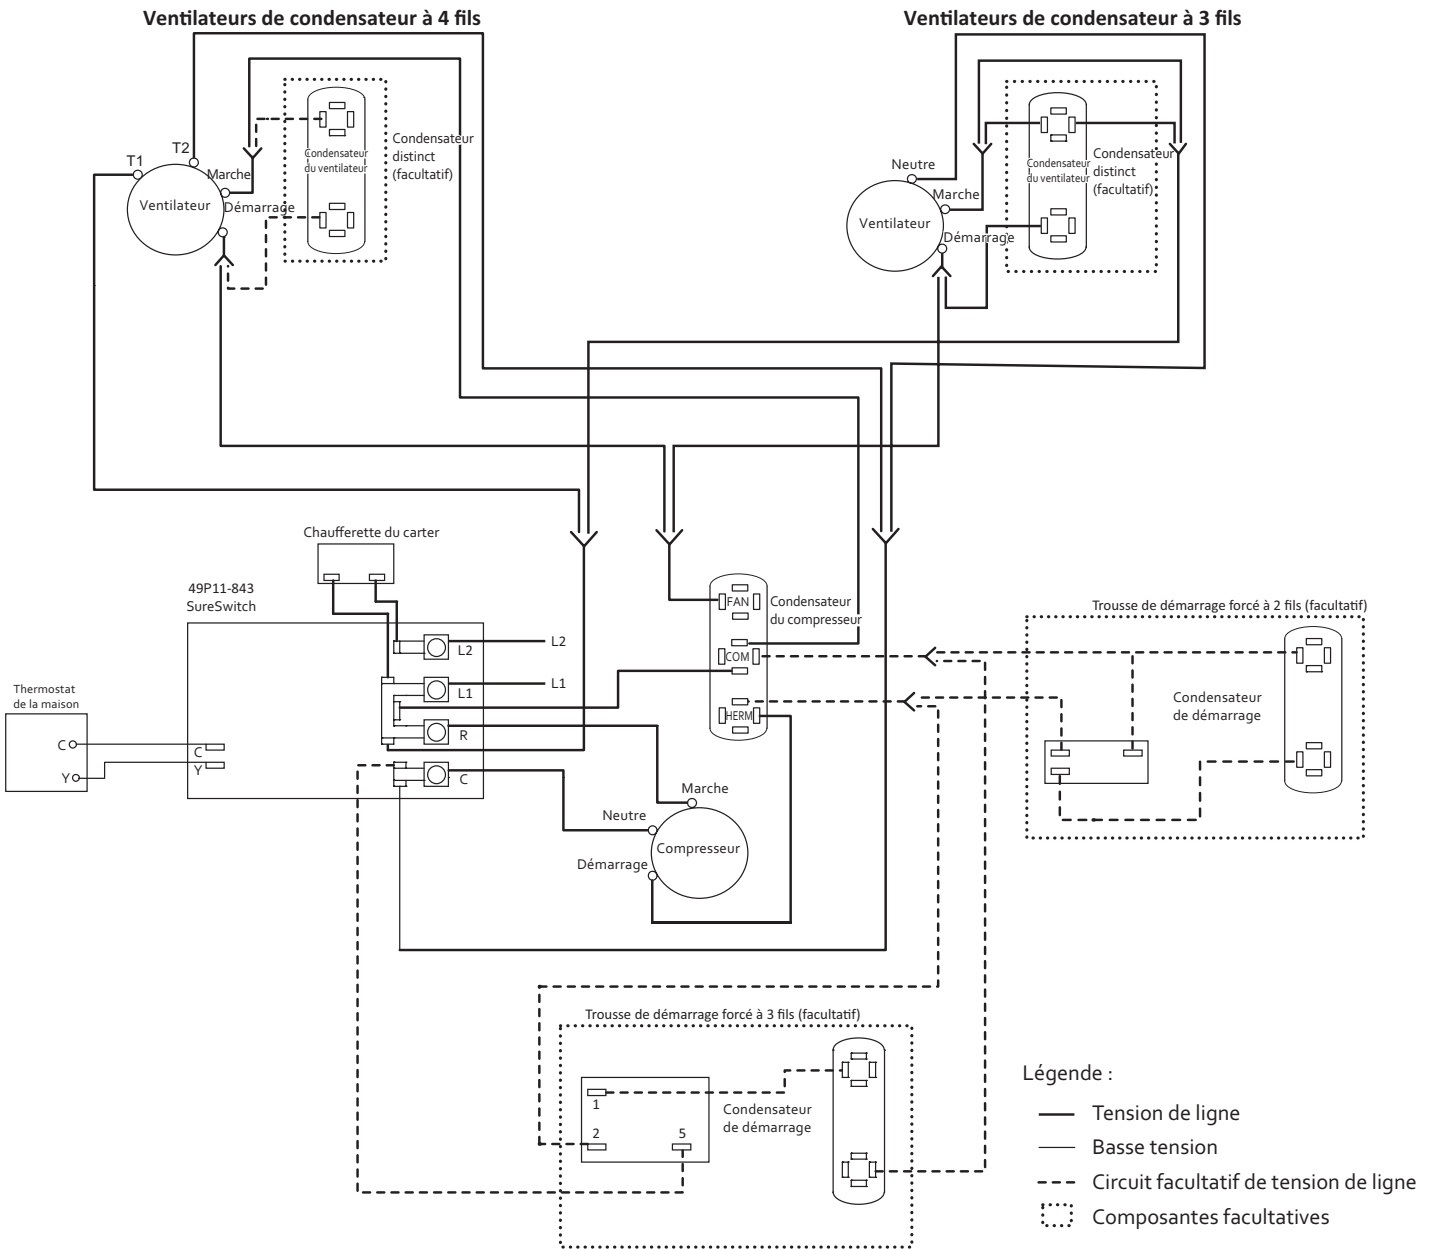 Ventilateurs de condensateur à 4 fils
Ventilateurs de condensateur à 3 fils
T1
T2
Marche
Démarrage
Ventilateur
Condensateur
du ventilateur
Condensateur
distinct
(facultatif)
Neutre
Marche
Démarrage
Ventilateur
Condensateur
du ventilateur
Condensateur
distinct
(facultatif)
Chaufferette du carter
49P11-843
SureSwitch
L2
L2
L1
L1
R
C
C
Y
Thermostat
de la maison
C
Y
FAN
COM
HERM
Condensateur
du compresseur
Marche
Neutre
Démarrage
Compresseur
Trousse de démarrage forcé à 2 fils (facultatif)
Condensateur
de démarrage
Trousse de démarrage forcé à 3 fils (facultatif)
1
2
5
Condensateur
de démarrage
Légende :
Tension de ligne
Basse tension
Circuit facultatif de tension de ligne
Composantes facultatives